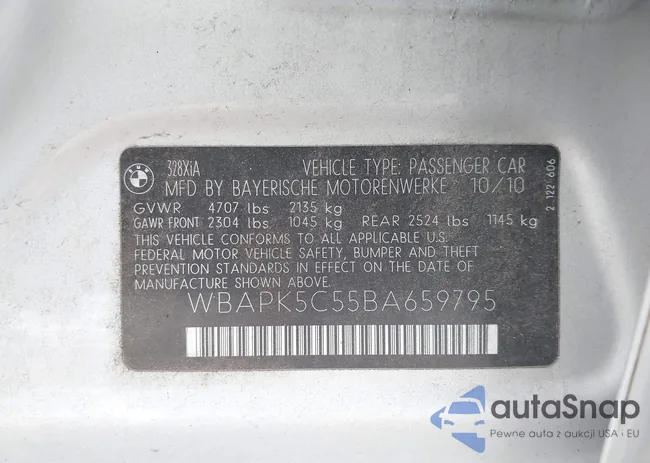 BMW
328XiA VEHICLE TYPE: PASSENGER CAR
MFD BY BAYERISCHE MOTORENWERKE 10/10
GVWR 4707 lbs 2135 kg
GAWR FRONT 2304 lbs 1045 kg REAR 2524 lbs 1145 kg
THIS VEHICLE CONFORMS TO ALL APPLICABLE U.S.
FEDERAL MOTOR VEHICLE SAFETY, BUMPER AND THEFT
PREVENTION STANDARDS IN EFFECT ON THE DATE OF
MANUFACTURE SHOWN ABOVE.
WBAPK5C55BA659795
2 122 606
autaSnap
Pewne auta z aukcji USA i EU